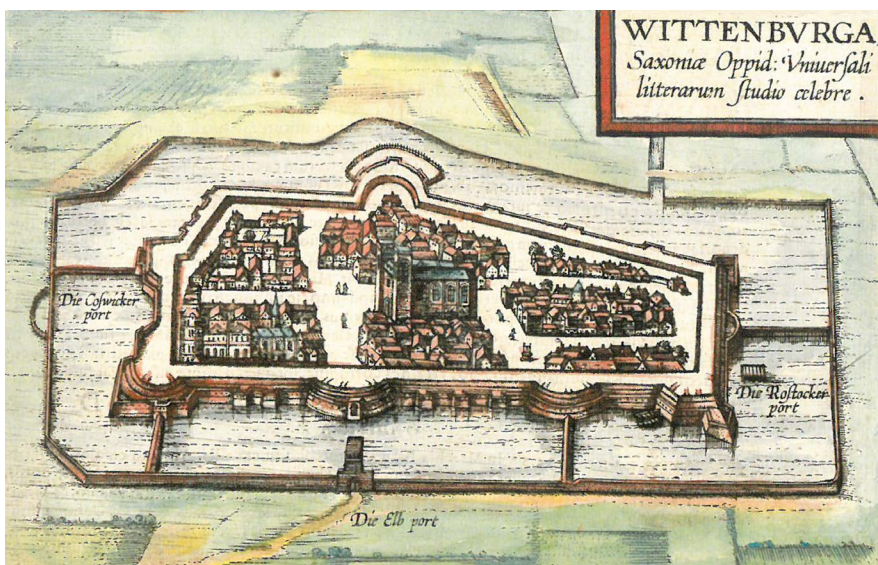 WITTENBVRGA,
Saxoniæ Oppid: Vniuerſali
litterarum ſtudio celebre .
Die Coſwicker
port
Die Roſtocker
port
Die Elb port